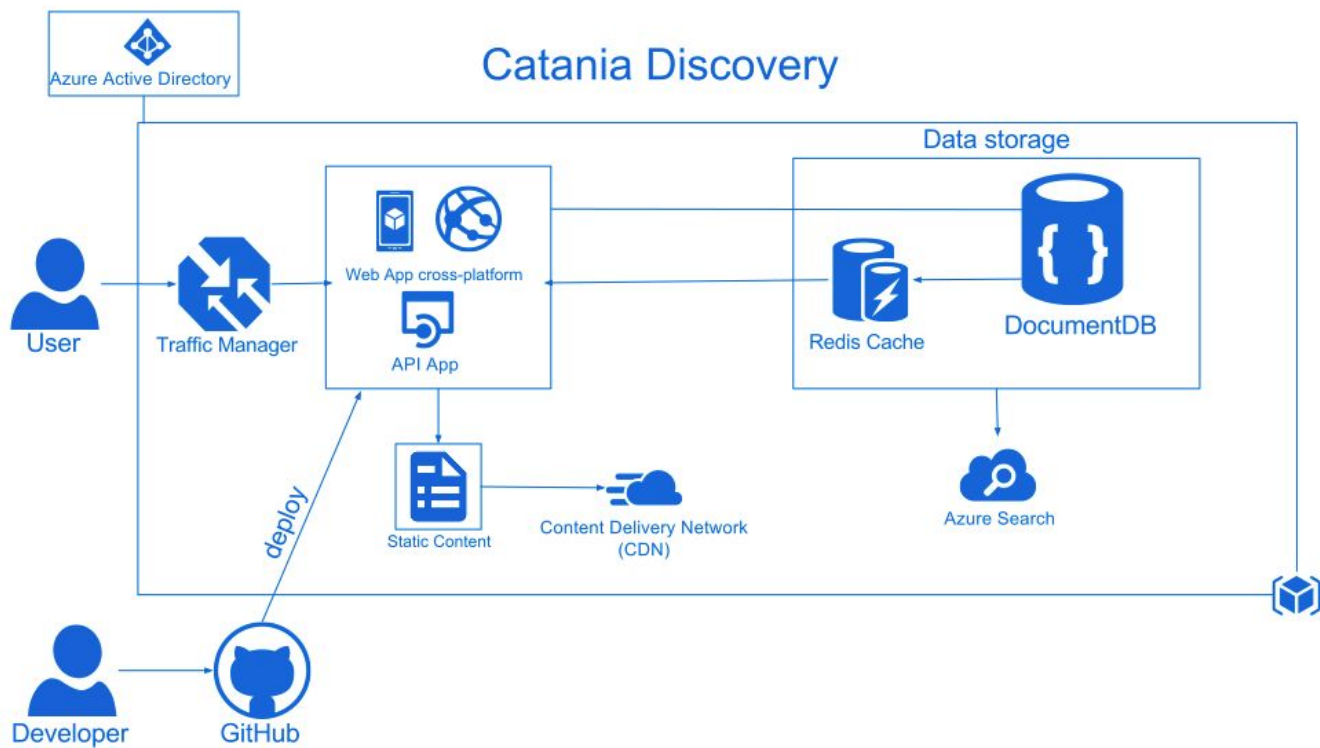 Azure Active Directory
Catania Discovery
Data storage
Web App cross-platform
API App
User
Traffic Manager
Redis Cache
DocumentDB
deploy
Static Content
Content Delivery Network
(CDN)
Azure Search
Developer
GitHub
{ }